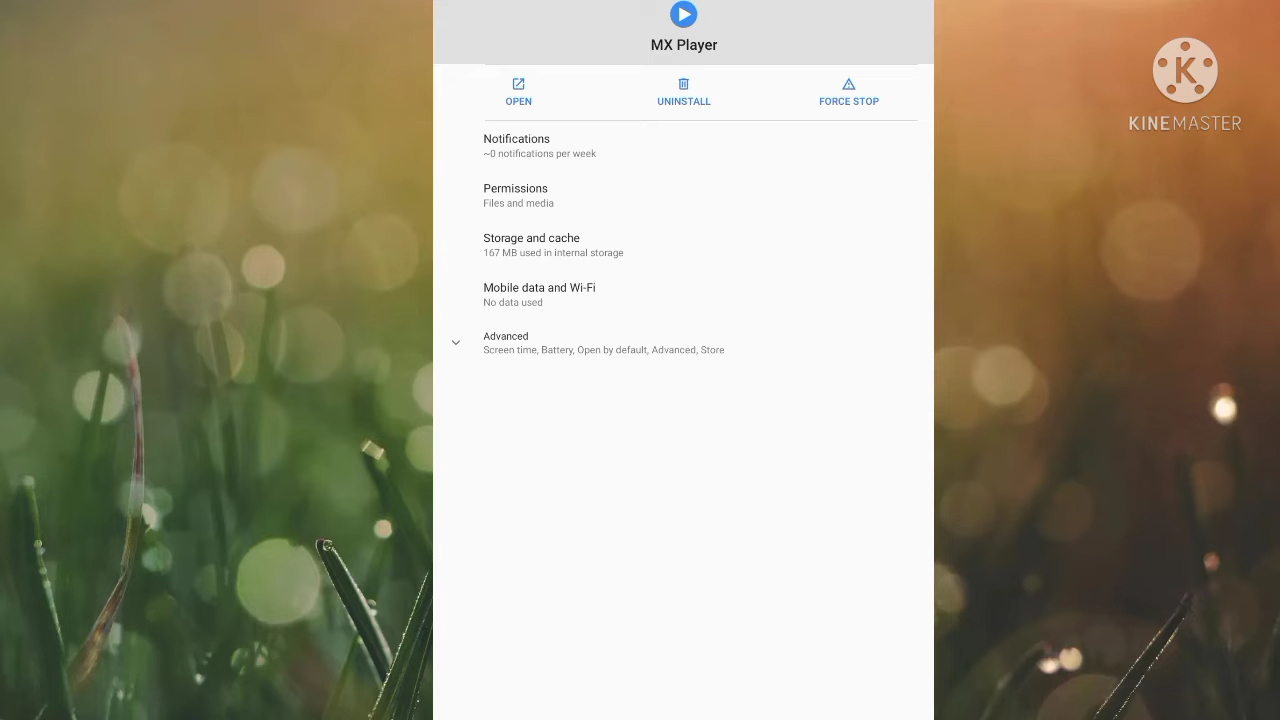 MX Player
OPEN
UNINSTALL
FORCE STOP
Notifications
~0 notifications per week
Permissions
Files and media
Storage and cache
167 MB used in internal storage
Mobile data and Wi-Fi
No data used
Advanced
Screen time, Battery, Open by default, Advanced, Store
K
KINEMASTER